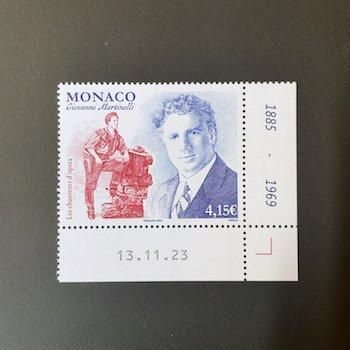 MONACO
Giovanni Martinelli
Les chanteurs d'opéra
4,15€
1885 - 1969
13.11.23